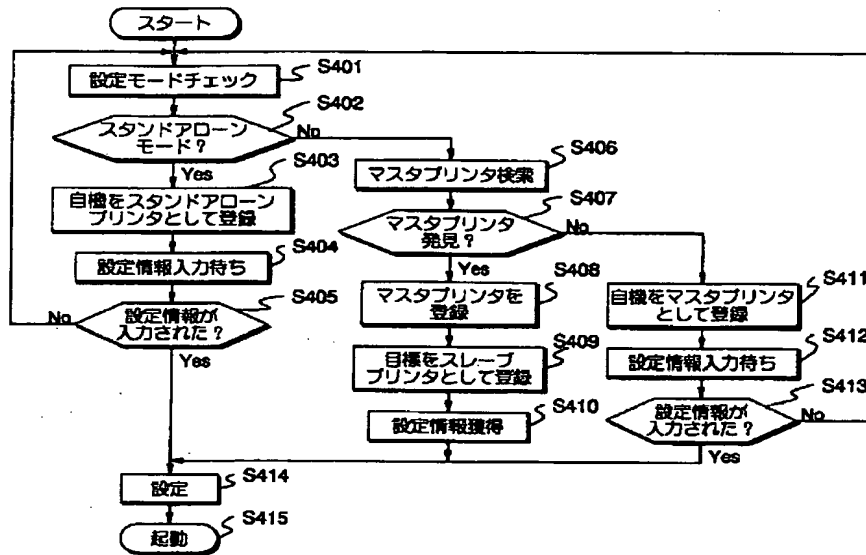 スタート
設定モードチェック
S401
スタンドアローン
モード?
S402
No
Yes
S403
自機をスタンドアローン
プリンタとして登録
S404
設定情報入力待ち
S405
設定情報が
入力された?
No
Yes
S406
マスタプリンタ検索
S407
マスタプリンタ
発見?
No
Yes
S408
マスタプリンタを
登録
S409
目標をスレーブ
プリンタとして登録
S410
設定情報獲得
S411
自機をマスタプリンタ
として登録
S412
設定情報入力待ち
S413
設定情報が
入力された?
No
Yes
設定
S414
起動
S415